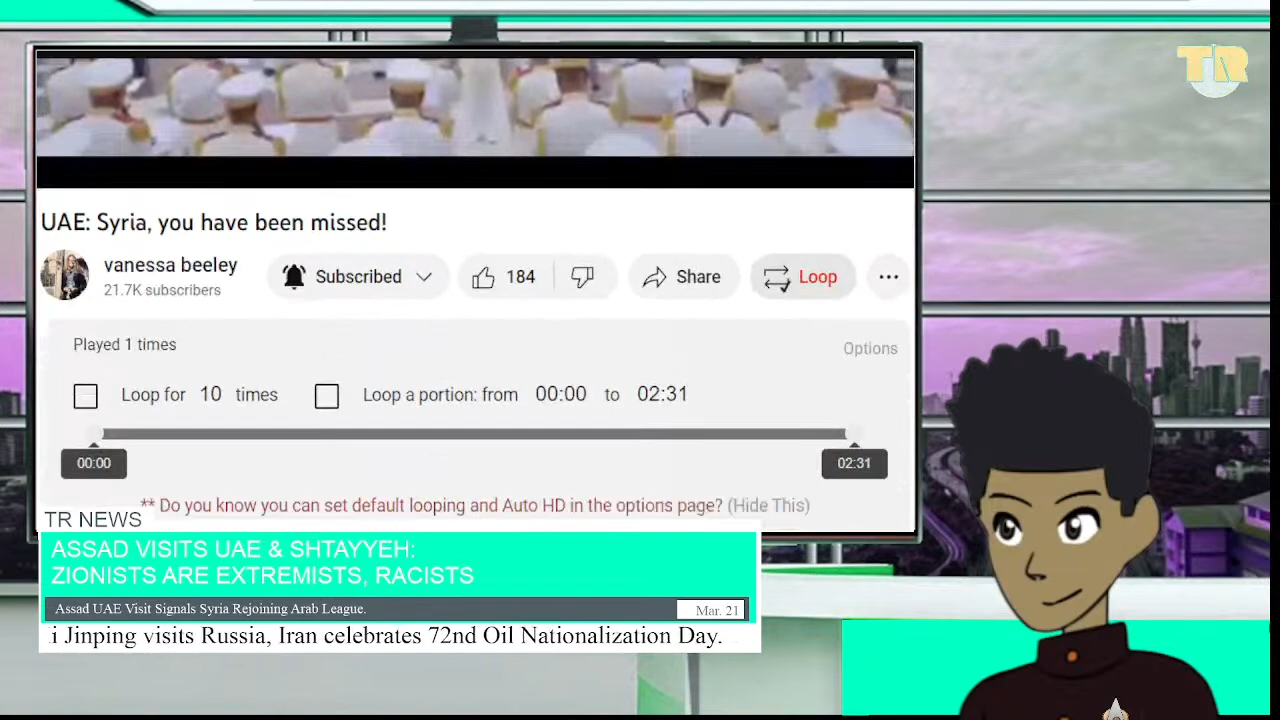 TR
UAE: Syria, you have been missed!
vanessa beeley
21.7K subscribers
Subscribed
184
Share
Loop
Played 1 times
Options
Loop for 10 times
Loop a portion: from 00:00 to 02:31
00:00
02:31
** Do you know you can set default looping and Auto HD in the options page? (Hide This)
TR NEWS
ASSAD VISITS UAE & SHTAYYEH:
ZIONISTS ARE EXTREMISTS, RACISTS
Assad UAE Visit Signals Syria Rejoining Arab League.
Mar. 21
i Jinping visits Russia, Iran celebrates 72nd Oil Nationalization Day.